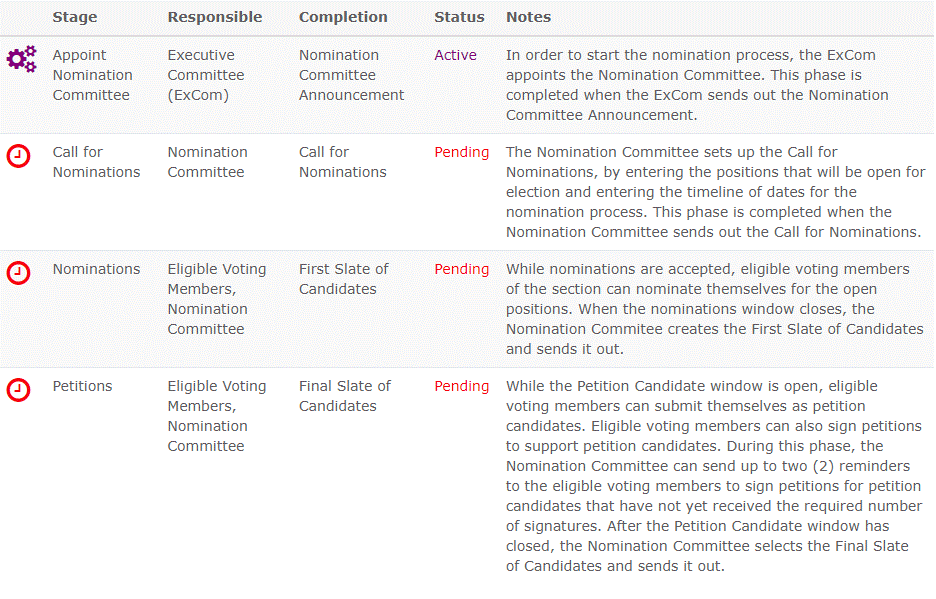 Stage Responsible Completion Status Notes
Appoint Nomination Committee
Executive Committee (ExCom)
Nomination Committee Announcement
Active
In order to start the nomination process, the ExCom
appoints the Nomination Committee. This phase is
completed when the ExCom sends out the Nomination
Committee Announcement.
Call for Nominations
Nomination Committee
Call for Nominations
Pending
The Nomination Committee sets up the Call for
Nominations, by entering the positions that will be open for
election and entering the timeline of dates for the
nomination process. This phase is completed when the
Nomination Committee sends out the Call for Nominations.
Nominations
Eligible Voting Members, Nomination Committee
First Slate of Candidates
Pending
While nominations are accepted, eligible voting members
of the section can nominate themselves for the open
positions. When the nominations window closes, the
Nomination Commitee creates the First Slate of Candidates
and sends it out.
Petitions
Eligible Voting Members, Nomination Committee
Final Slate of Candidates
Pending
While the Petition Candidate window is open, eligible
voting members can submit themselves as petition
candidates. Eligible voting members can also sign petitions
to support petition candidates. During this phase, the
Nomination Committee can send up to two (2) reminders
to the eligible voting members to sign petitions for petition
candidates that have not yet received the required number
of signatures. After the Petition Candidate window has
closed, the Nomination Committee selects the Final Slate
of Candidates and sends it out.